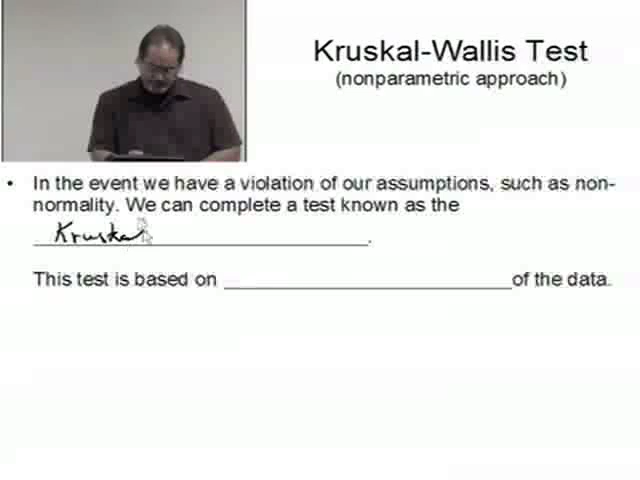 Kruskal-Wallis Test
(nonparametric approach)
• In the event we have a violation of our assumptions, such as non-
normality. We can complete a test known as the
Kruska.
This test is based on ____________________ of the data.